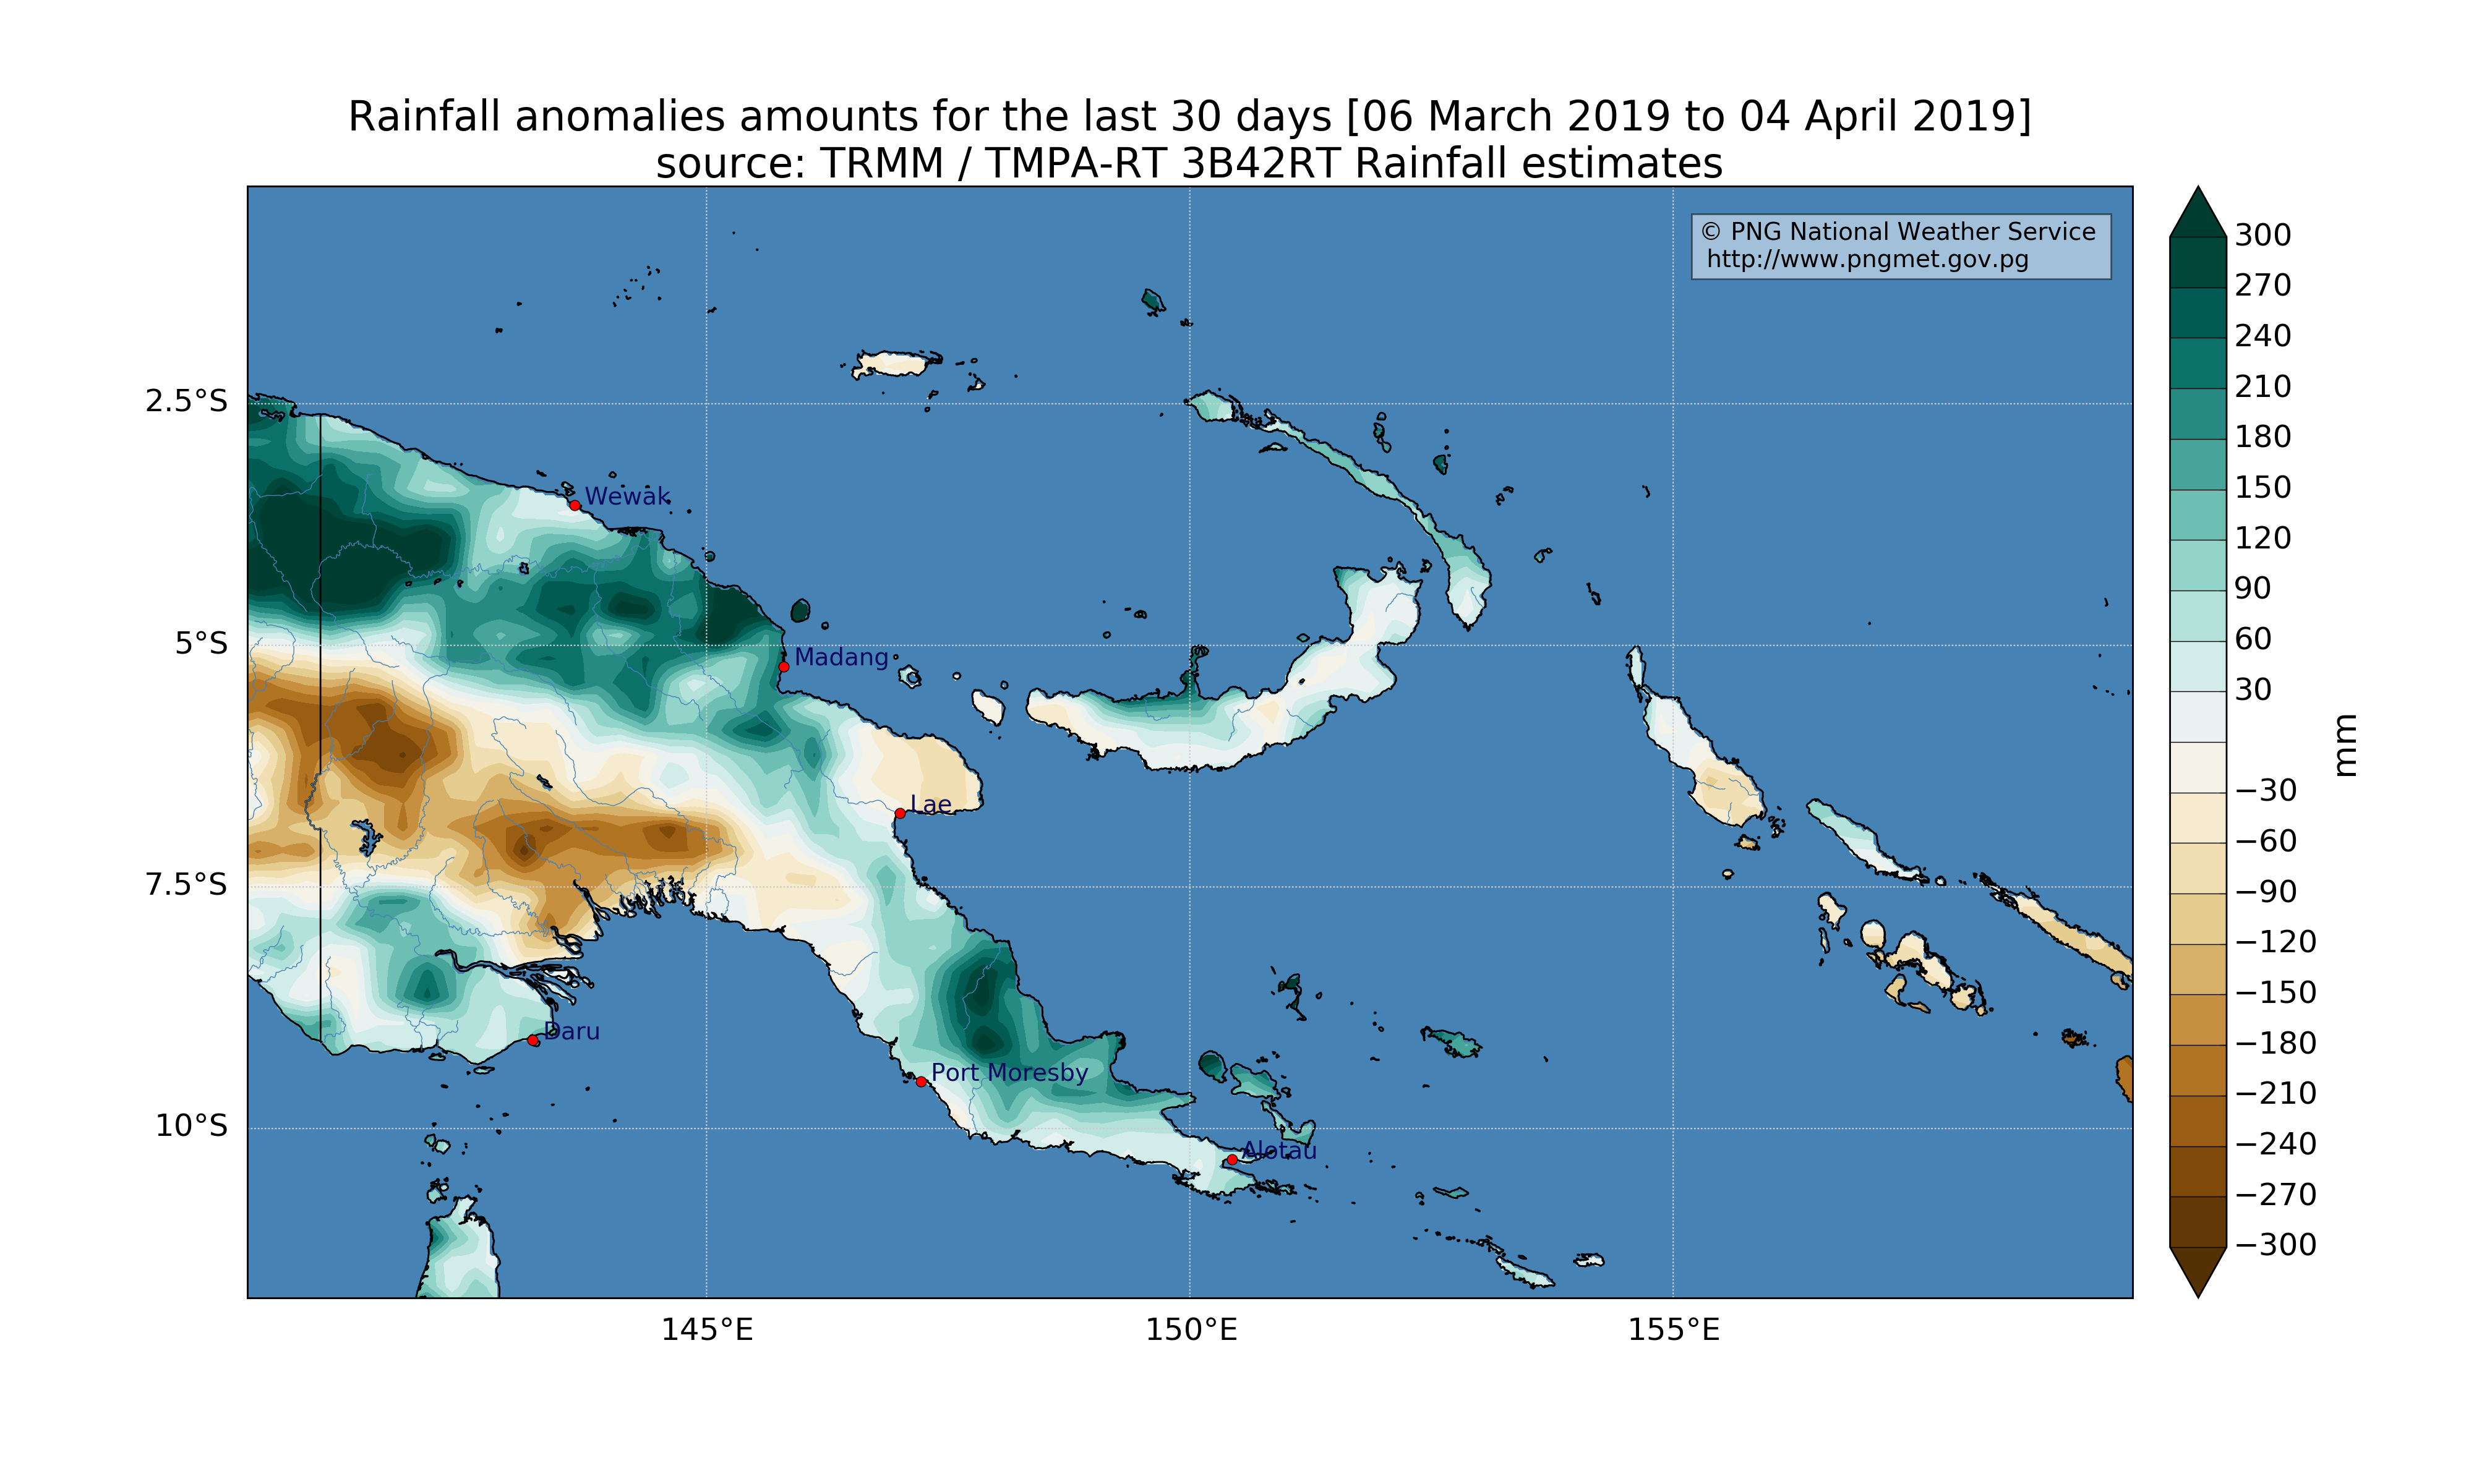 Rainfall anomalies amounts for the last 30 days [06 March 2019 to 04 April 2019]
source: TRMM / TMPA-RT 3B42RT Rainfall estimates
© PNG National Weather Service
http://www.pngmet.gov.pg
2.5°S
5°S
7.5°S
10°S
Wewak
Madang
Lae
Daru
Port Moresby
Alotau
145°E
150°E
155°E
300
270
240
210
180
150
120
90
60
30
−30
−60
−90
−120
−150
−180
−210
−240
−270
−300
mm